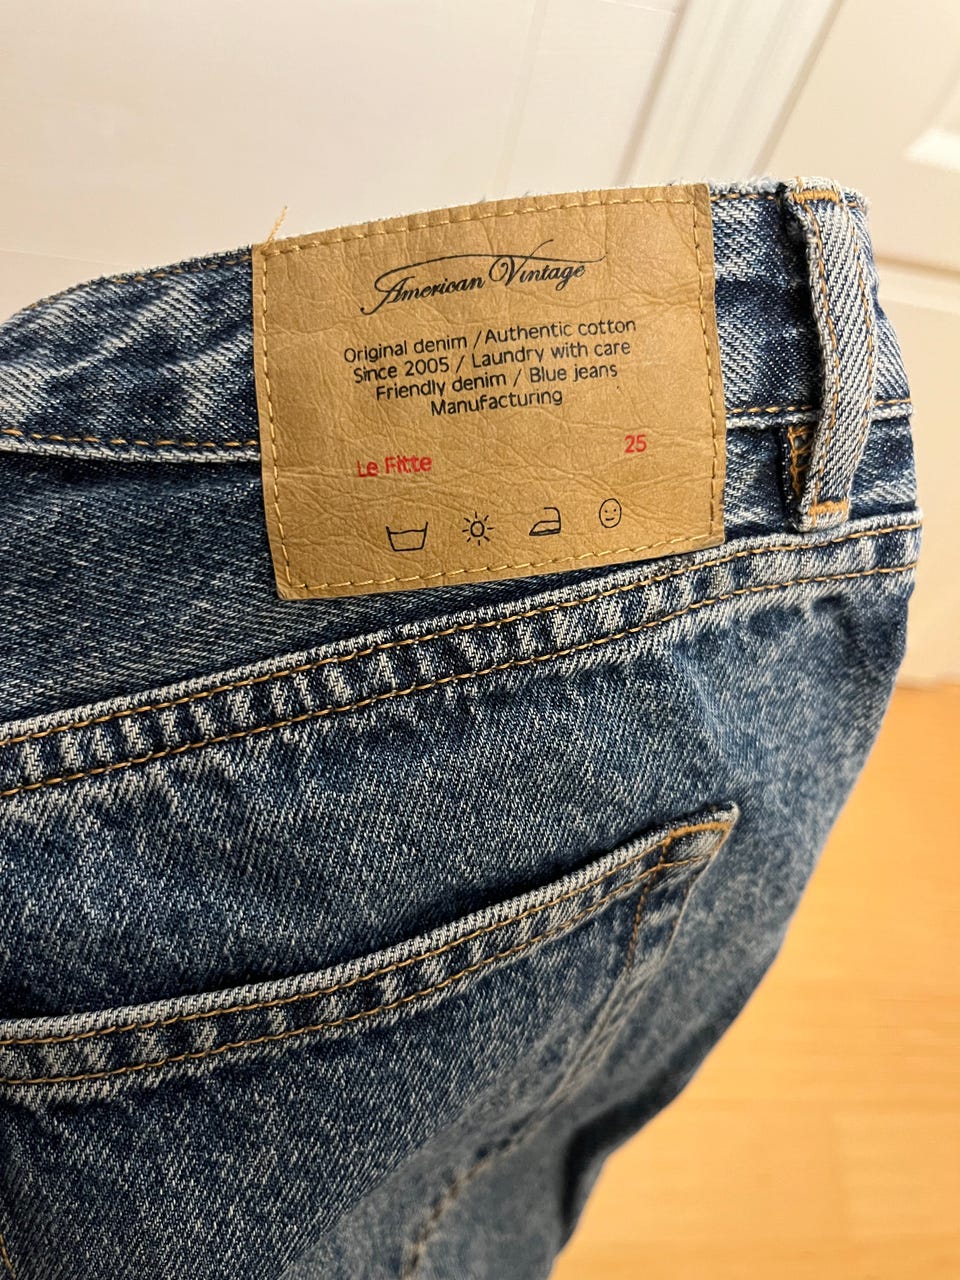 American Vintage
Original denim / Authentic cotton
Since 2005 / Laundry with care
Friendly denim / Blue jeans
Manufacturing
Le Fitte 25